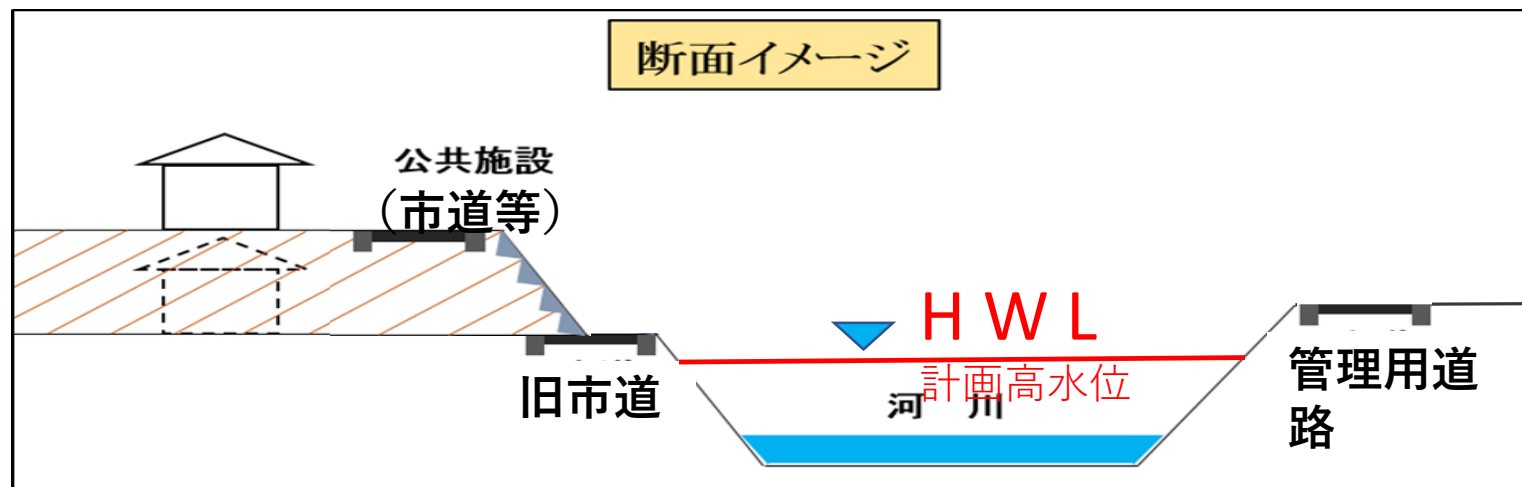 断面イメージ
公共施設
（市道等）
HWL
計画高水位
河川
旧市道
管理用道
路